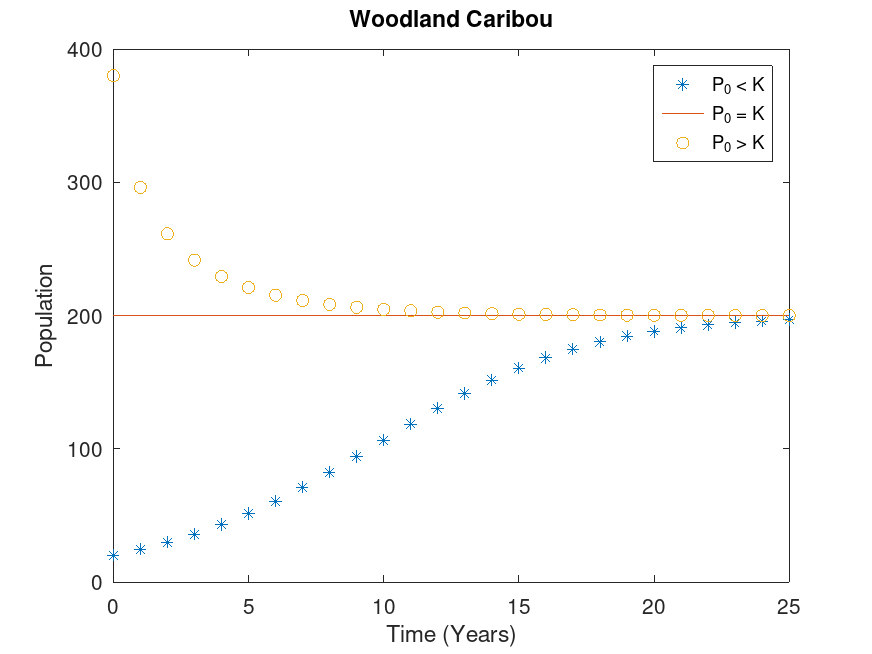 Woodland Caribou
400
300
200
100
0
Population
0 5 10 15 20 25
Time (Years)
P₀ < K
P₀ = K
P₀ > K